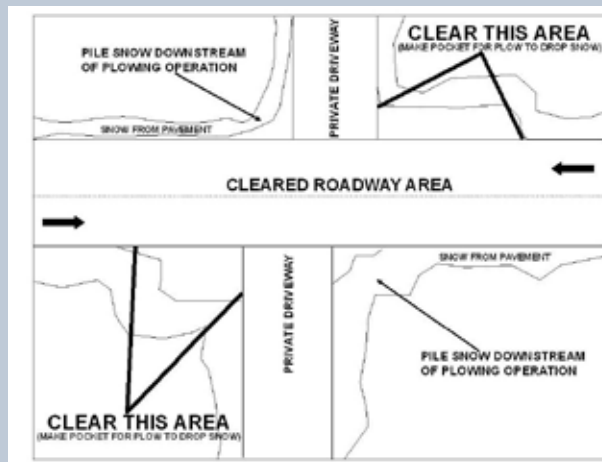 PILE SNOW DOWNSTREAM
OF PLOWING OPERATION
PRIVATE DRIVEWAY
CLEAR THIS AREA
(MAKE POCKET FOR PLOW TO DROP SNOW)
SNOW FROM PAVEMENT
CLEARED ROADWAY AREA
SNOW FROM PAVEMENT
PRIVATE DRIVEWAY
PILE SNOW DOWNSTREAM
OF PLOWING OPERATION
CLEAR THIS AREA
(MAKE POCKET FOR PLOW TO DROP SNOW)